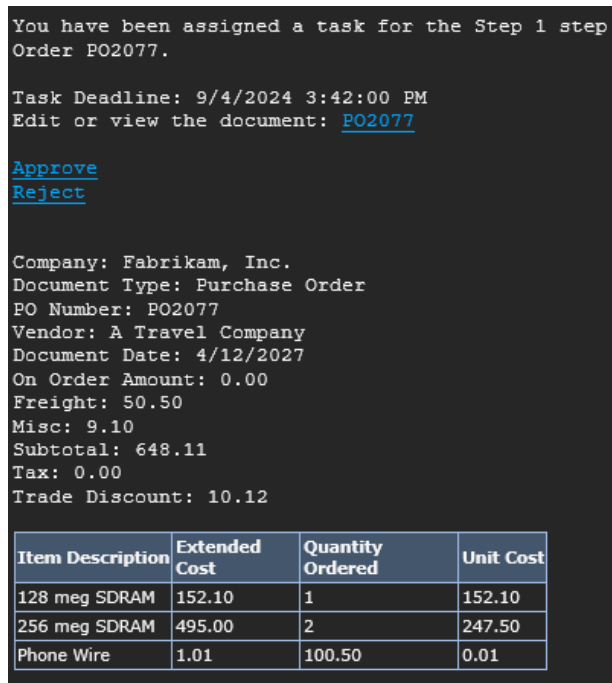 You have been assigned a task for the Step 1 step
Order PO2077.
Task Deadline: 9/4/2024 3:42:00 PM
Edit or view the document: PO2077
Approve
Reject
Company: Fabrikam, Inc.
Document Type: Purchase Order
PO Number: PO2077
Vendor: A Travel Company
Document Date: 4/12/2027
On Order Amount: 0.00
Freight: 50.50
Misc: 9.10
Subtotal: 648.11
Tax: 0.00
Trade Discount: 10.12
Item Description Extended Cost Quantity Ordered Unit Cost
128 meg SDRAM 152.10 1 152.10
256 meg SDRAM 495.00 2 247.50
Phone Wire 1.01 100.50 0.01